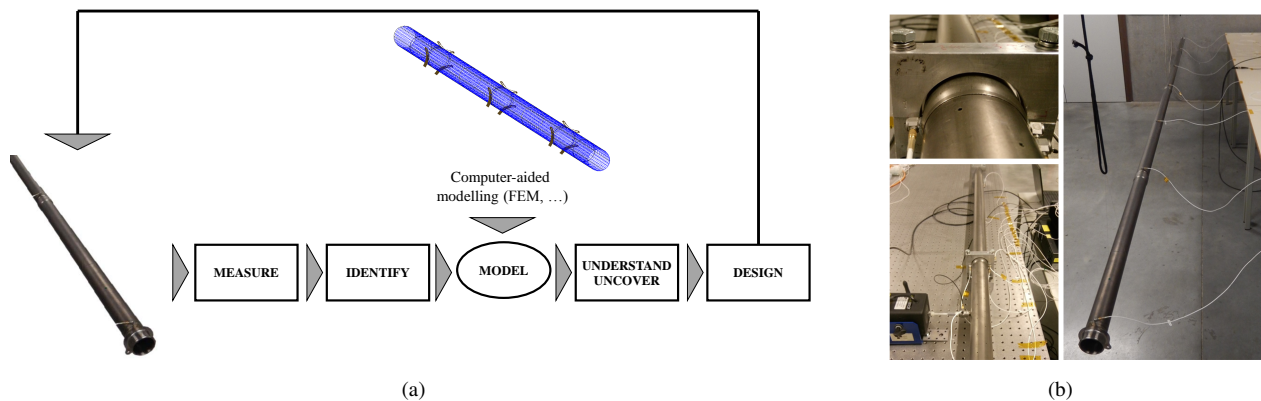 Computer-aided
modelling (FEM, …)
MEASURE
IDENTIFY
MODEL
UNDERSTAND
UNCOVER
DESIGN
(a)
(b)